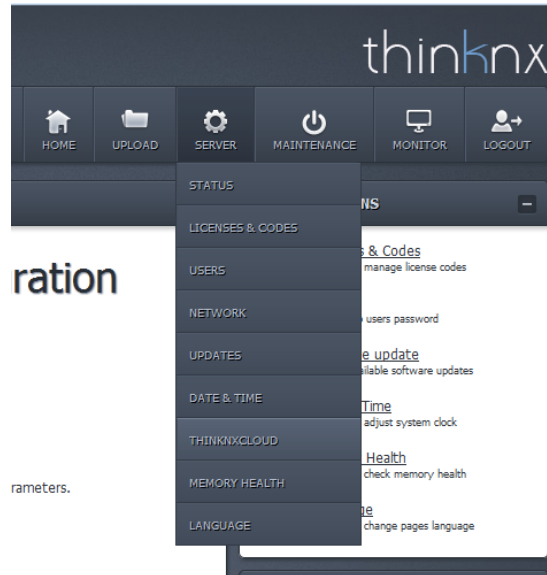 thinknx
HOME UPLOAD SERVER MAINTENANCE MONITOR LOGOUT
STATUS
NS
LICENSES & CODES
& Codes
manage license codes
USERS
ration
NETWORK
users password
UPDATES
e update
ilable software updates
DATE & TIME
Time
adjust system clock
THINKNXCLOUD
Health
check memory health
MEMORY HEALTH
rameters.
ge
change pages language
LANGUAGE